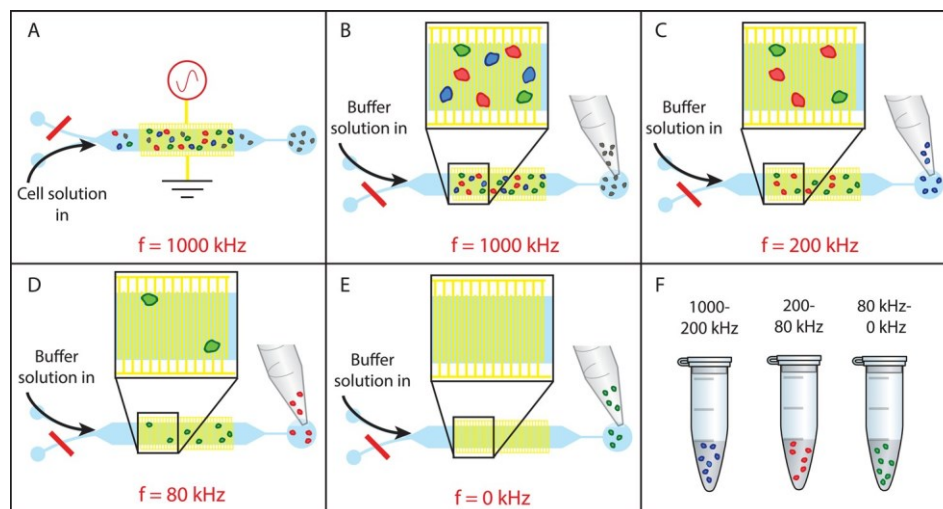 A
Cell solution
in
f = 1000 kHz
B
Buffer
solution in
f = 1000 kHz
C
Buffer
solution in
f = 200 kHz
D
Buffer
solution in
f = 80 kHz
E
Buffer
solution in
f = 0 kHz
F
1000-
200 kHz
200-
80 kHz
80 kHz-
0 kHz